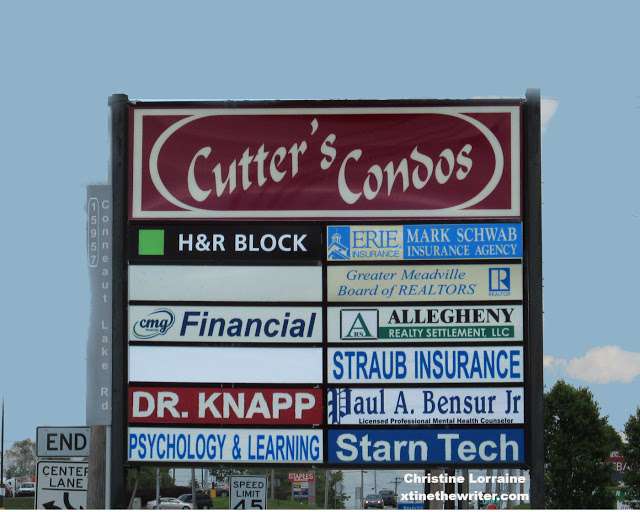 Cutter's Condos
H&R BLOCK
ERIE INSURANCE
MARK SCHWAB
INSURANCE AGENCY
Greater Meadville
Board of REALTORS
R
REALTOR
cmg Financial
A
ALLEGHENY
REALTY SETTLEMENT, LLC
STRAUB INSURANCE
DR. KNAPP
Paul A. Bensur Jr
Licensed Professional Mental Health Counselor
PSYCHOLOGY & LEARNING
Starn Tech
15957
Conneaut Lake Rd
END
CENTER
LANE
SPEED
LIMIT
45
STAPLES
Christine Lorraine
xtinethewriter.com